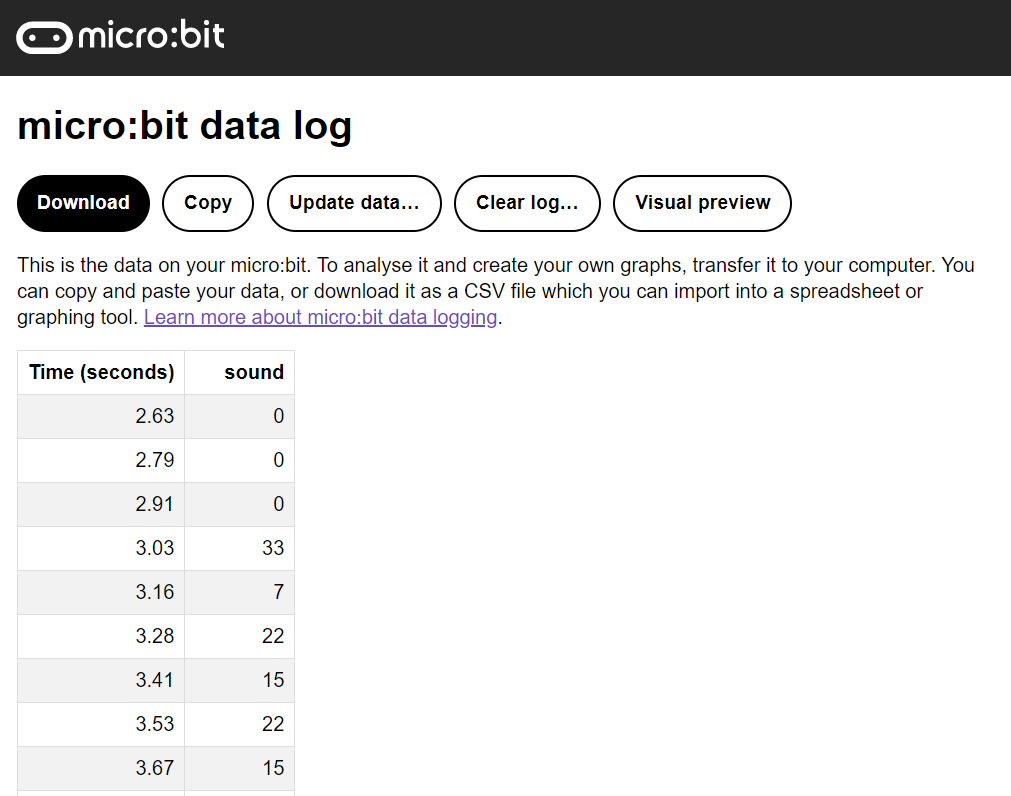 micro:bit
micro:bit data log
Download Copy Update data... Clear log... Visual preview
This is the data on your micro:bit. To analyse it and create your own graphs, transfer it to your computer. You
can copy and paste your data, or download it as a CSV file which you can import into a spreadsheet or
graphing tool. Learn more about micro:bit data logging.
Time (seconds) sound
2.63 0
2.79 0
2.91 0
3.03 33
3.16 7
3.28 22
3.41 15
3.53 22
3.67 15